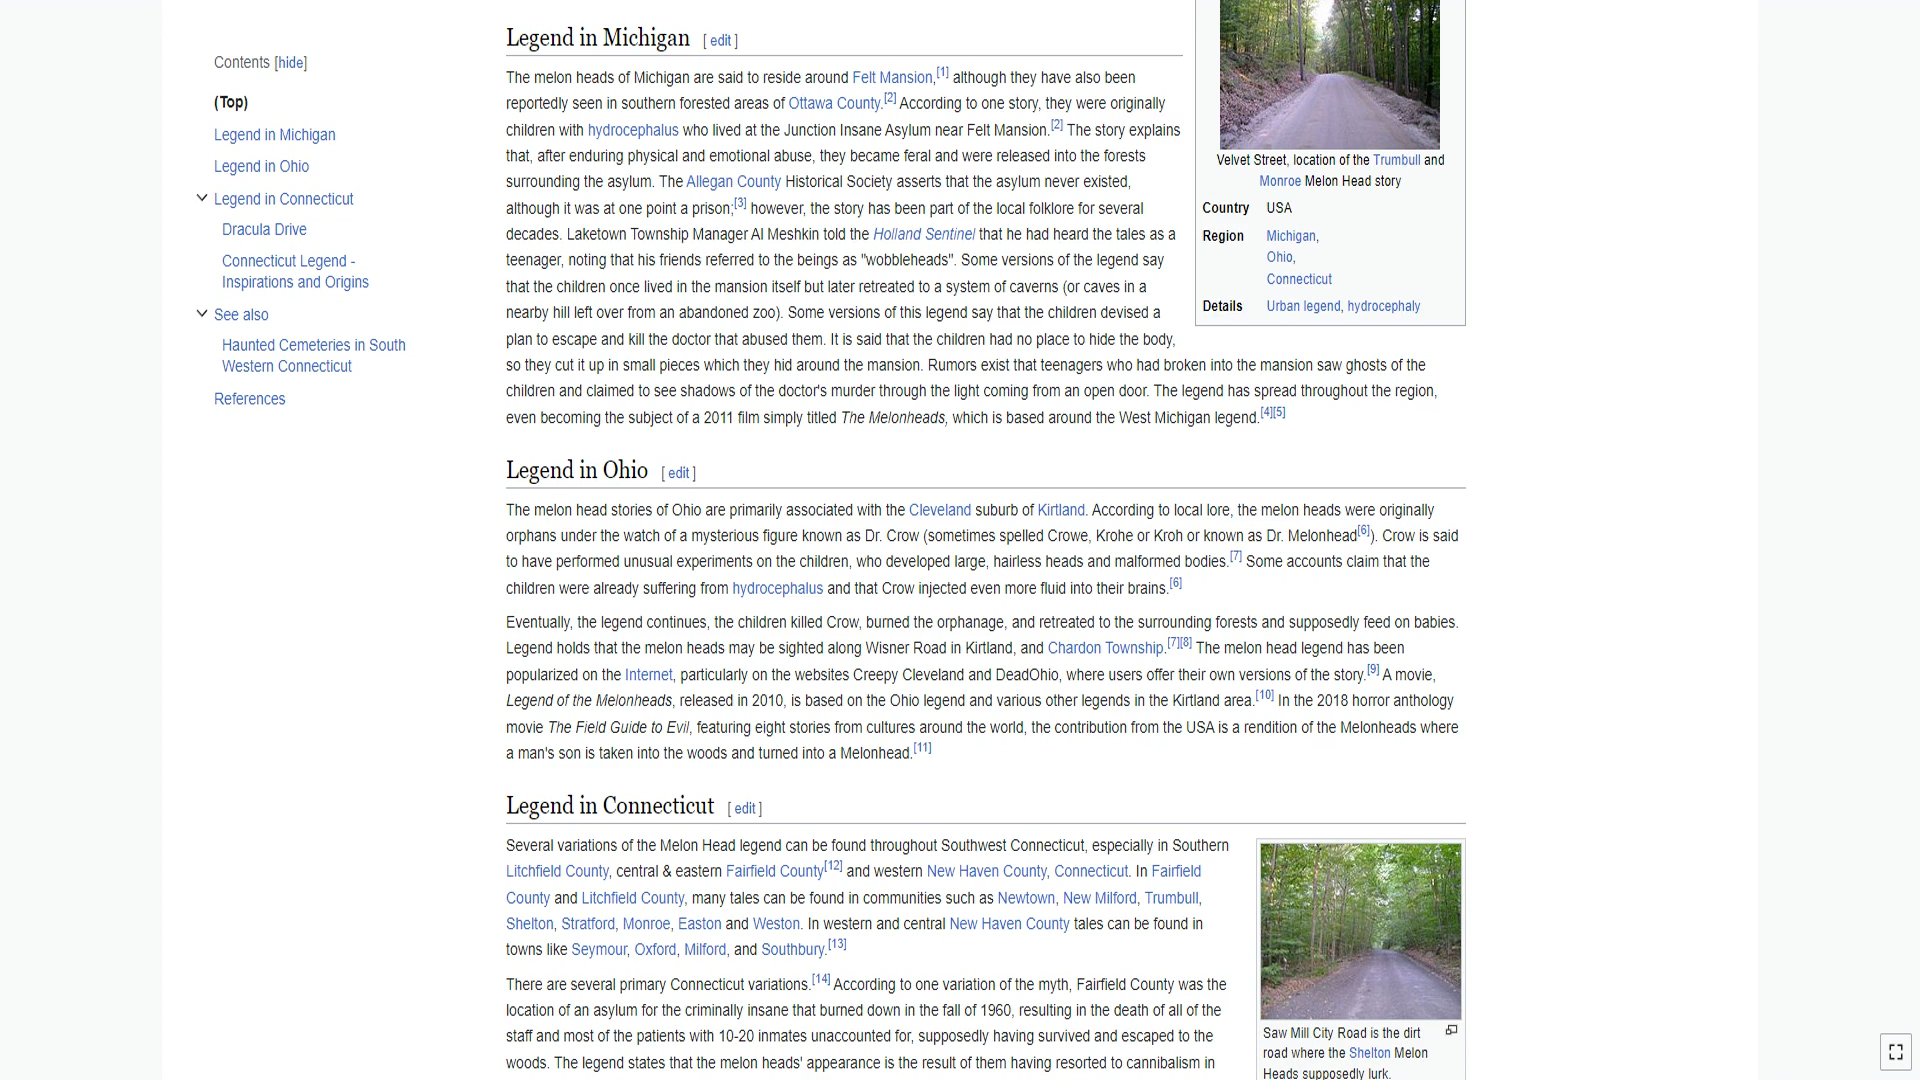 Contents [hide]
(Top)
Legend in Michigan
Legend in Ohio
Legend in Connecticut
Dracula Drive
Connecticut Legend -
Inspirations and Origins
See also
Haunted Cemeteries in South
Western Connecticut
References
Legend in Michigan [ edit ]
The melon heads of Michigan are said to reside around Felt Mansion,[1] although they have also been
reportedly seen in southern forested areas of Ottawa County.[2] According to one story, they were originally
children with hydrocephalus who lived at the Junction Insane Asylum near Felt Mansion.[2] The story explains
that, after enduring physical and emotional abuse, they became feral and were released into the forests
surrounding the asylum. The Allegan County Historical Society asserts that the asylum never existed,
although it was at one point a prison;[3] however, the story has been part of the local folklore for several
decades. Laketown Township Manager Al Meshkin told the Holland Sentinel that he had heard the tales as a
teenager, noting that his friends referred to the beings as "wobbleheads". Some versions of the legend say
that the children once lived in the mansion itself but later retreated to a system of caverns (or caves in a
nearby hill left over from an abandoned zoo). Some versions of this legend say that the children devised a
plan to escape and kill the doctor that abused them. It is said that the children had no place to hide the body,
so they cut it up in small pieces which they hid around the mansion. Rumors exist that teenagers who had broken into the mansion saw ghosts of the
children and claimed to see shadows of the doctor's murder through the light coming from an open door. The legend has spread throughout the region,
even becoming the subject of a 2011 film simply titled The Melonheads, which is based around the West Michigan legend.[4][5]
Velvet Street, location of the Trumbull and
Monroe Melon Head story
Country USA
Region Michigan,
Ohio,
Connecticut
Details Urban legend, hydrocephaly
Legend in Ohio [ edit ]
The melon head stories of Ohio are primarily associated with the Cleveland suburb of Kirtland. According to local lore, the melon heads were originally
orphans under the watch of a mysterious figure known as Dr. Crow (sometimes spelled Crowe, Krohe or Kroh or known as Dr. Melonhead[6]). Crow is said
to have performed unusual experiments on the children, who developed large, hairless heads and malformed bodies.[7] Some accounts claim that the
children were already suffering from hydrocephalus and that Crow injected even more fluid into their brains.[6]
Eventually, the legend continues, the children killed Crow, burned the orphanage, and retreated to the surrounding forests and supposedly feed on babies.
Legend holds that the melon heads may be sighted along Wisner Road in Kirtland, and Chardon Township.[7][8] The melon head legend has been
popularized on the Internet, particularly on the websites Creepy Cleveland and DeadOhio, where users offer their own versions of the story.[9] A movie,
Legend of the Melonheads, released in 2010, is based on the Ohio legend and various other legends in the Kirtland area.[10] In the 2018 horror anthology
movie The Field Guide to Evil, featuring eight stories from cultures around the world, the contribution from the USA is a rendition of the Melonheads where
a man's son is taken into the woods and turned into a Melonhead.[11]
Legend in Connecticut [ edit ]
Several variations of the Melon Head legend can be found throughout Southwest Connecticut, especially in Southern
Litchfield County, central & eastern Fairfield County[12] and western New Haven County, Connecticut. In Fairfield
County and Litchfield County, many tales can be found in communities such as Newtown, New Milford, Trumbull,
Shelton, Stratford, Monroe, Easton and Weston. In western and central New Haven County tales can be found in
towns like Seymour, Oxford, Milford, and Southbury.[13]
There are several primary Connecticut variations.[14] According to one variation of the myth, Fairfield County was the
location of an asylum for the criminally insane that burned down in the fall of 1960, resulting in the death of all of the
staff and most of the patients with 10-20 inmates unaccounted for, supposedly having survived and escaped to the
woods. The legend states that the melon heads' appearance is the result of them having resorted to cannibalism in
Saw Mill City Road is the dirt
road where the Shelton Melon
Heads supposedly lurk.